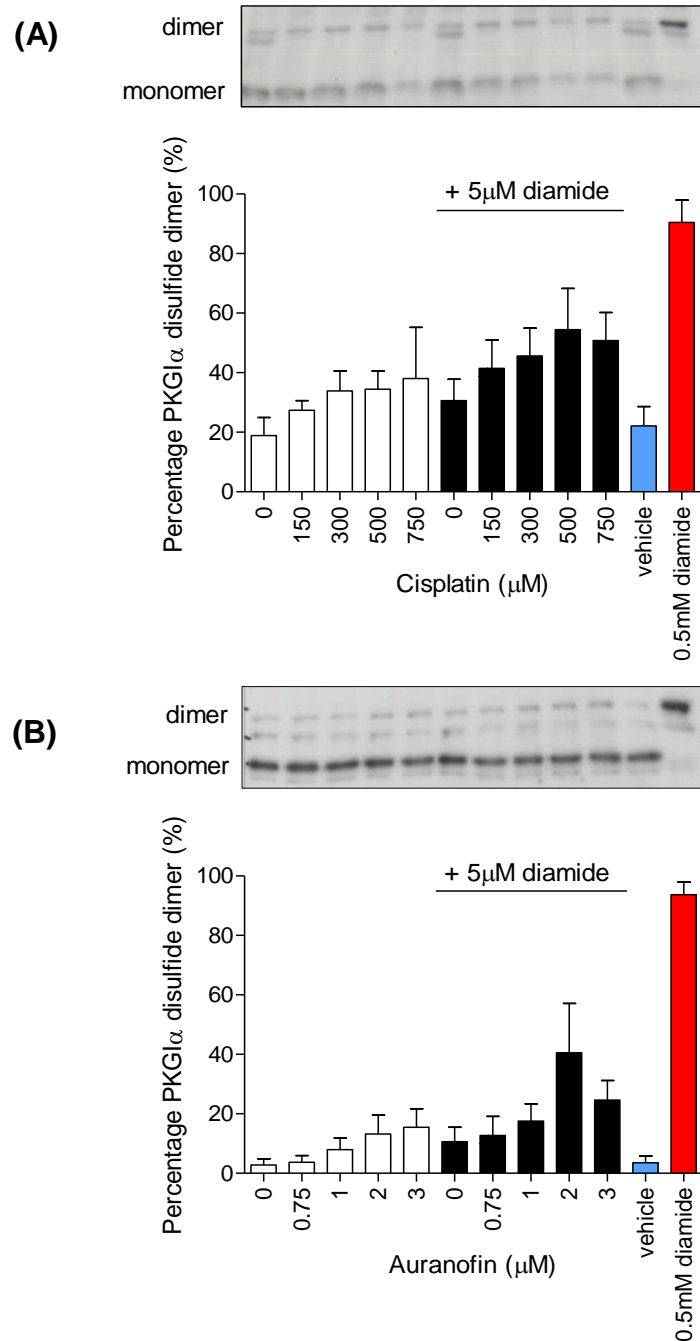 (A)
dimer
monomer
Percentage PKGIα disulfide dimer (%)
+ 5μM diamide
100
80
60
40
20
0
0 150 300 500 750 0 150 300 500 750 vehicle 0.5mM diamide
Cisplatin (μM)
(B)
dimer
monomer
Percentage PKGIα disulfide dimer (%)
+ 5μM diamide
100
80
60
40
20
0
0 0.75 1 2 3 0 0.75 1 2 3 vehicle 0.5mM diamide
Auranofin (μM)